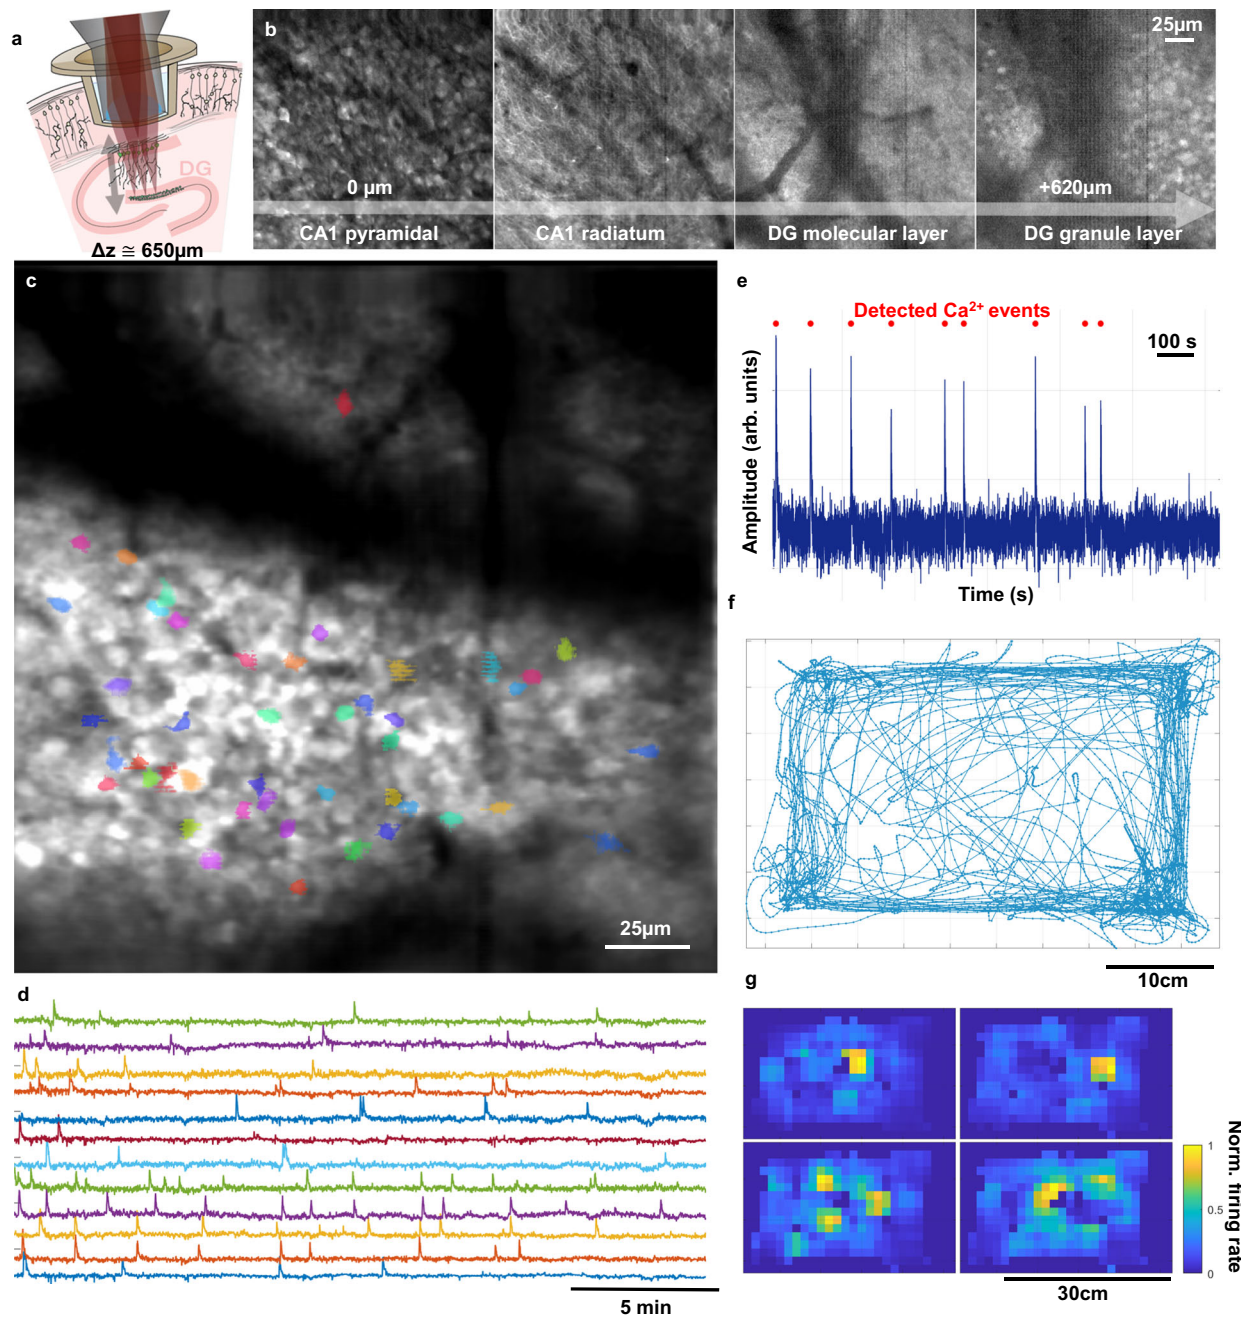 a
DG
Δz ≅ 650µm
b
25µm
0 µm
+620µm
CA1 pyramidal
CA1 radiatum
DG molecular layer
DG granule layer
c
25µm
d
5 min
e
Detected Ca²⁺ events
100 s
Amplitude (arb. units)
Time (s)
f
10cm
g
1
0.5
0
Norm. firing rate
30cm